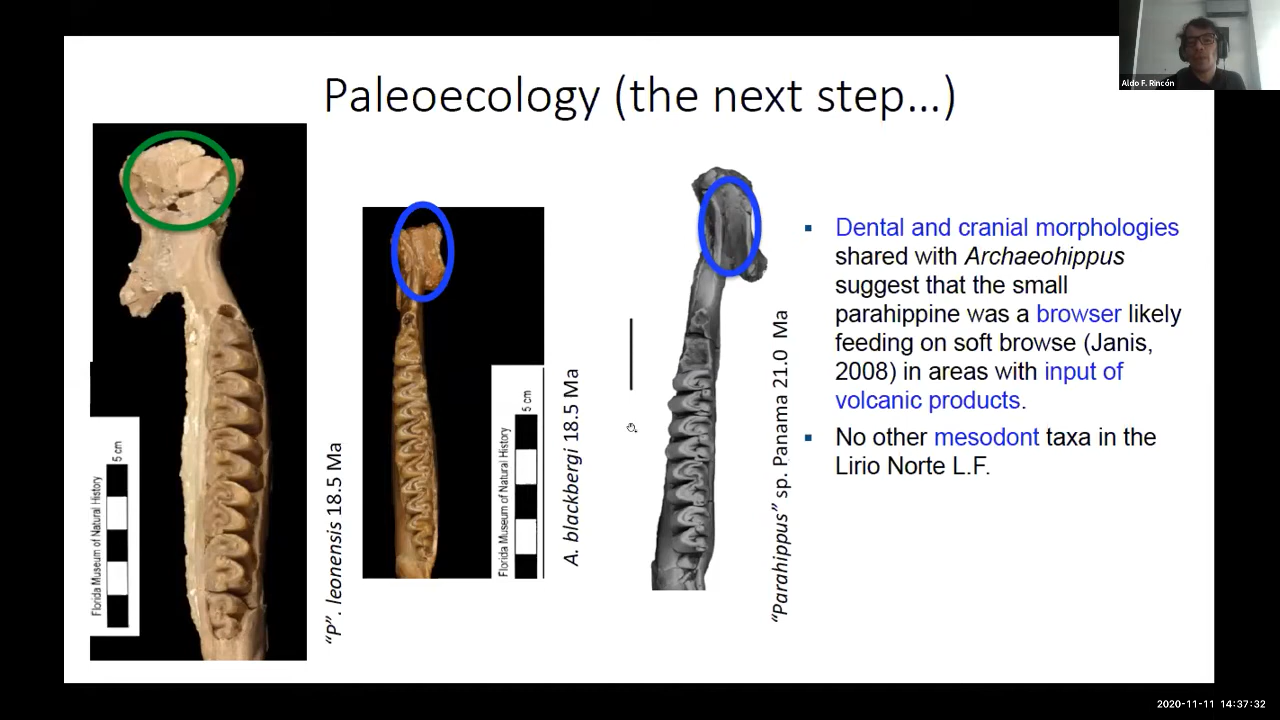 Aldo F. Rincón
Paleoecology (the next step...)
5 cm
Florida Museum of Natural History
"P". leonensis 18.5 Ma
5 cm
Florida Museum of Natural History
A. blackbergi 18.5 Ma
"Parahippus" sp. Panama 21.0 Ma
▪ Dental and cranial morphologies
shared with Archaeohippus
suggest that the small
parahippine was a browser likely
feeding on soft browse (Janis,
2008) in areas with input of
volcanic products.
▪ No other mesodont taxa in the
Lirio Norte L.F.
2020-11-11 14:37:32